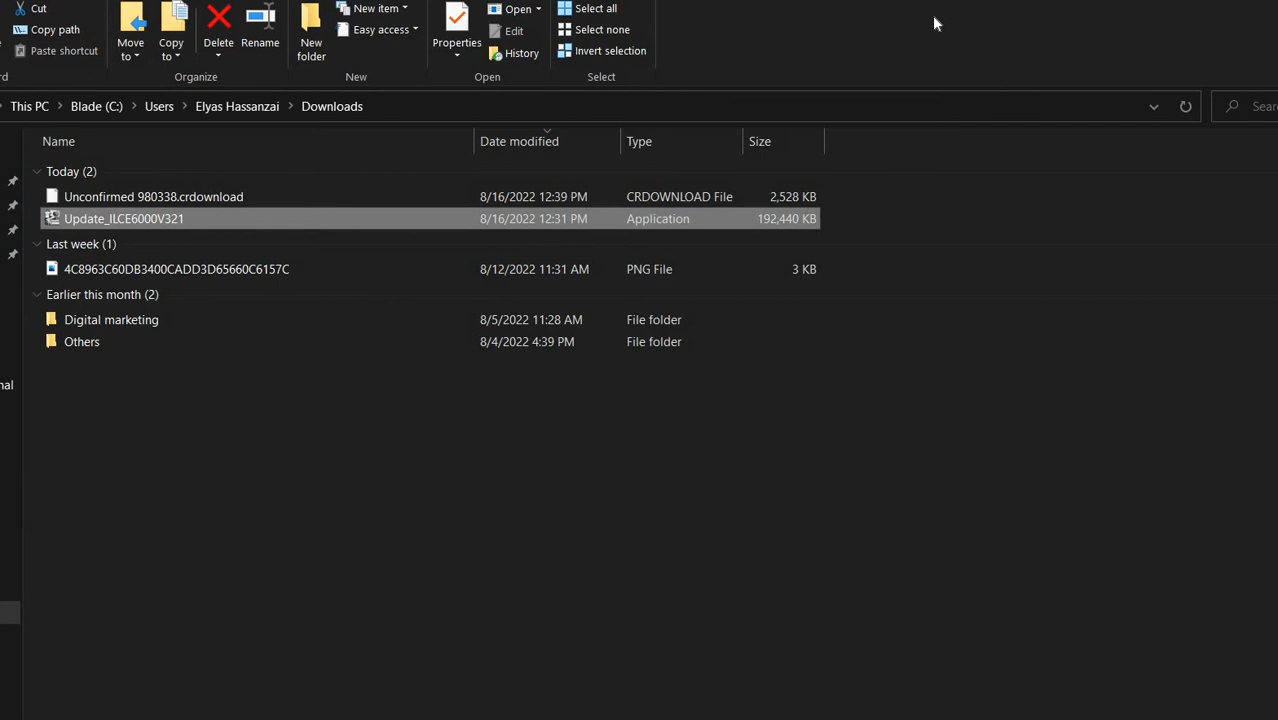 Cut
Copy path
Paste shortcut
rd
Move to
Copy to
Delete
Rename
Organize
New folder
New item
Easy access
New
Properties
Open
Edit
History
Open
Select all
Select none
Invert selection
Select
This PC > Blade (C:) > Users > Elyas Hassanzai > Downloads
Sear
Name Date modified Type Size
Today (2)
Unconfirmed 980338.crdownload 8/16/2022 12:39 PM CRDOWNLOAD File 2,528 KB
Update_ILCE6000V321 8/16/2022 12:31 PM Application 192,440 KB
Last week (1)
4C8963C60DB3400CADD3D65660C6157C 8/12/2022 11:31 AM PNG File 3 KB
Earlier this month (2)
Digital marketing 8/5/2022 11:28 AM File folder
Others 8/4/2022 4:39 PM File folder
nal